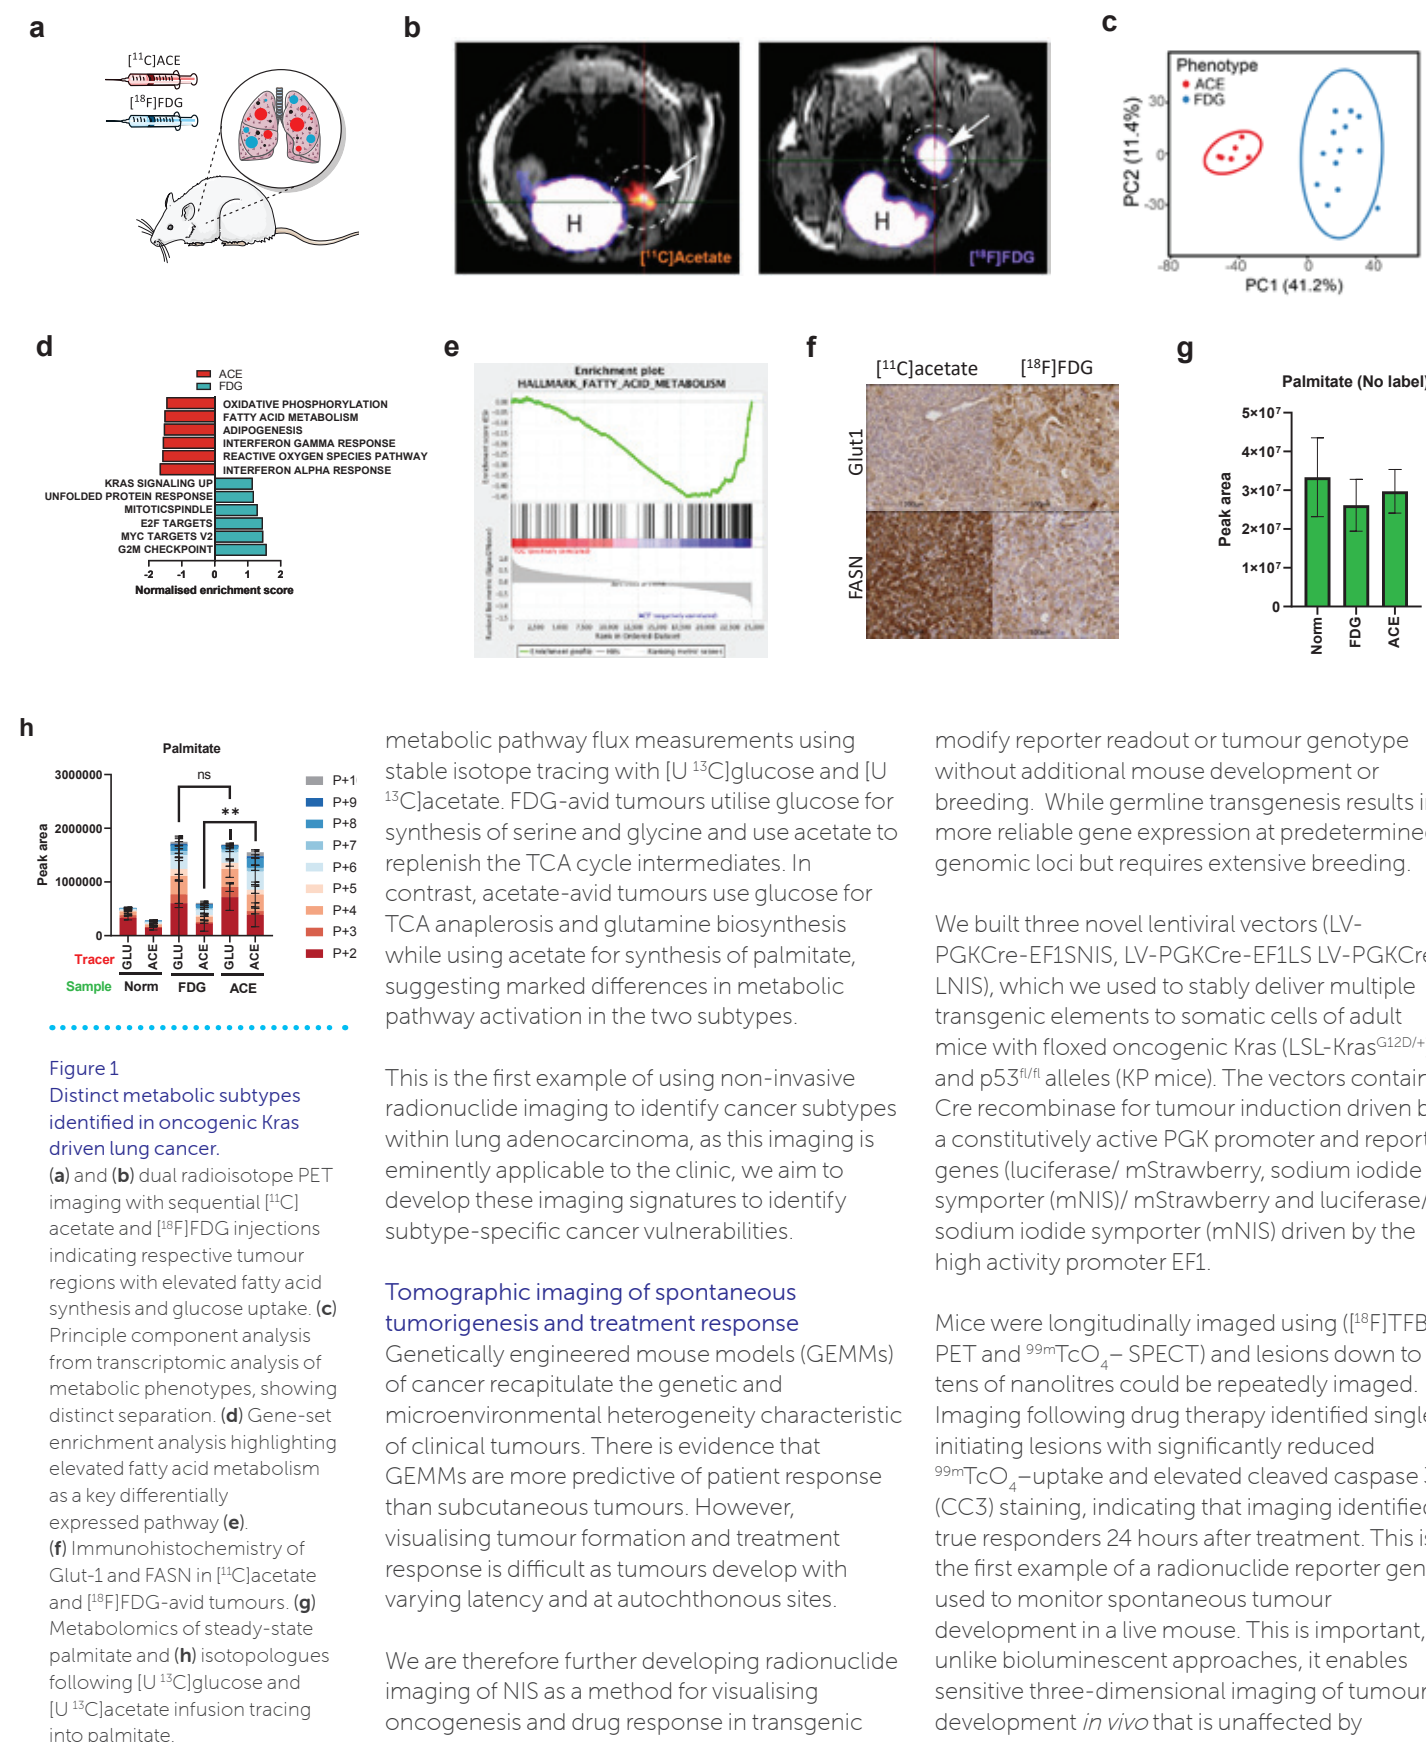 a
[11C]ACE
[18F]FDG
b
H
[11C]Acetate
H
[18F]FDG
c
Phenotype
ACE
FDG
PC2 (11.4%)
30
0
-30
-80
-40
0
40
PC1 (41.2%)
d
ACE
FDG
OXIDATIVE PHOSPHORYLATION
FATTY ACID METABOLISM
ADIPOGENESIS
INTERFERON GAMMA RESPONSE
REACTIVE OXYGEN SPECIES PATHWAY
INTERFERON ALPHA RESPONSE
KRAS SIGNALING UP
UNFOLDED PROTEIN RESPONSE
MITOTICSPINDLE
E2F TARGETS
MYC TARGETS V2
G2M CHECKPOINT
-2 -1 0 1 2
Normalised enrichment score
e
Enrichment plot:
HALLMARK_FATTY_ACID_METABOLISM
f
[11C]acetate
[18F]FDG
Glut1
FASN
g
Palmitate (No label)
Peak area
5×10⁷
4×10⁷
3×10⁷
2×10⁷
1×10⁷
0
Norm
FDG
ACE
h
Palmitate
Peak area
3000000
2000000
1000000
0
ns
**
P+1
P+9
P+8
P+7
P+6
P+5
P+4
P+3
P+2
Tracer GLU ACE GLU ACE GLU ACE
Sample Norm FDG ACE
Figure 1
Distinct metabolic subtypes
identified in oncogenic Kras
driven lung cancer.
(a) and (b) dual radioisotope PET
imaging with sequential [11C]
acetate and [18F]FDG injections
indicating respective tumour
regions with elevated fatty acid
synthesis and glucose uptake. (c)
Principle component analysis
from transcriptomic analysis of
metabolic phenotypes, showing
distinct separation. (d) Gene-set
enrichment analysis highlighting
elevated fatty acid metabolism
as a key differentially
expressed pathway (e).
(f) Immunohistochemistry of
Glut-1 and FASN in [11C]acetate
and [18F]FDG-avid tumours. (g)
Metabolomics of steady-state
palmitate and (h) isotopologues
following [U 13C]glucose and
[U 13C]acetate infusion tracing
into palmitate.
metabolic pathway flux measurements using
stable isotope tracing with [U 13C]glucose and [U
13C]acetate. FDG-avid tumours utilise glucose for
synthesis of serine and glycine and use acetate to
replenish the TCA cycle intermediates. In
contrast, acetate-avid tumours use glucose for
TCA anaplerosis and glutamine biosynthesis
while using acetate for synthesis of palmitate,
suggesting marked differences in metabolic
pathway activation in the two subtypes.
This is the first example of using non-invasive
radionuclide imaging to identify cancer subtypes
within lung adenocarcinoma, as this imaging is
eminently applicable to the clinic, we aim to
develop these imaging signatures to identify
subtype-specific cancer vulnerabilities.
Tomographic imaging of spontaneous
tumorigenesis and treatment response
Genetically engineered mouse models (GEMMs)
of cancer recapitulate the genetic and
microenvironmental heterogeneity characteristic
of clinical tumours. There is evidence that
GEMMs are more predictive of patient response
than subcutaneous tumours. However,
visualising tumour formation and treatment
response is difficult as tumours develop with
varying latency and at autochthonous sites.
We are therefore further developing radionuclide
imaging of NIS as a method for visualising
oncogenesis and drug response in transgenic
modify reporter readout or tumour genotype
without additional mouse development or
breeding. While germline transgenesis results i
more reliable gene expression at predetermine
genomic loci but requires extensive breeding.
We built three novel lentiviral vectors (LV-
PGKCre-EF1SNIS, LV-PGKCre-EF1LS LV-PGKCre
LNIS), which we used to stably deliver multiple
transgenic elements to somatic cells of adult
mice with floxed oncogenic Kras (LSL-KrasG12D/+
and p53fl/fl alleles (KP mice). The vectors contain
Cre recombinase for tumour induction driven b
a constitutively active PGK promoter and report
genes (luciferase/ mStrawberry, sodium iodide
symporter (mNIS)/ mStrawberry and luciferase/
sodium iodide symporter (mNIS) driven by the
high activity promoter EF1.
Mice were longitudinally imaged using ([18F]TFB
PET and 99mTcO4– SPECT) and lesions down to
tens of nanolitres could be repeatedly imaged.
Imaging following drug therapy identified single
initiating lesions with significantly reduced
99mTcO4–uptake and elevated cleaved caspase 3
(CC3) staining, indicating that imaging identified
true responders 24 hours after treatment. This is
the first example of a radionuclide reporter gen
used to monitor spontaneous tumour
development in a live mouse. This is important,
unlike bioluminescent approaches, it enables
sensitive three-dimensional imaging of tumour
development in vivo that is unaffected by